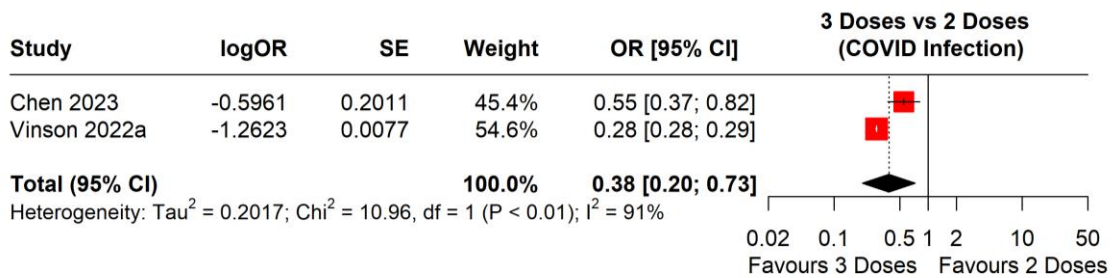 3 Doses vs 2 Doses
Study logOR SE Weight OR [95% CI] (COVID Infection)
Chen 2023 -0.5961 0.2011 45.4% 0.55 [0.37; 0.82]
Vinson 2022a -1.2623 0.0077 54.6% 0.28 [0.28; 0.29]
Total (95% CI) 100.0% 0.38 [0.20; 0.73]
Heterogeneity: Tau² = 0.2017; Chi² = 10.96, df = 1 (P < 0.01); I² = 91%
0.02 0.1 0.5 1 2 10 50
Favours 3 Doses Favours 2 Doses